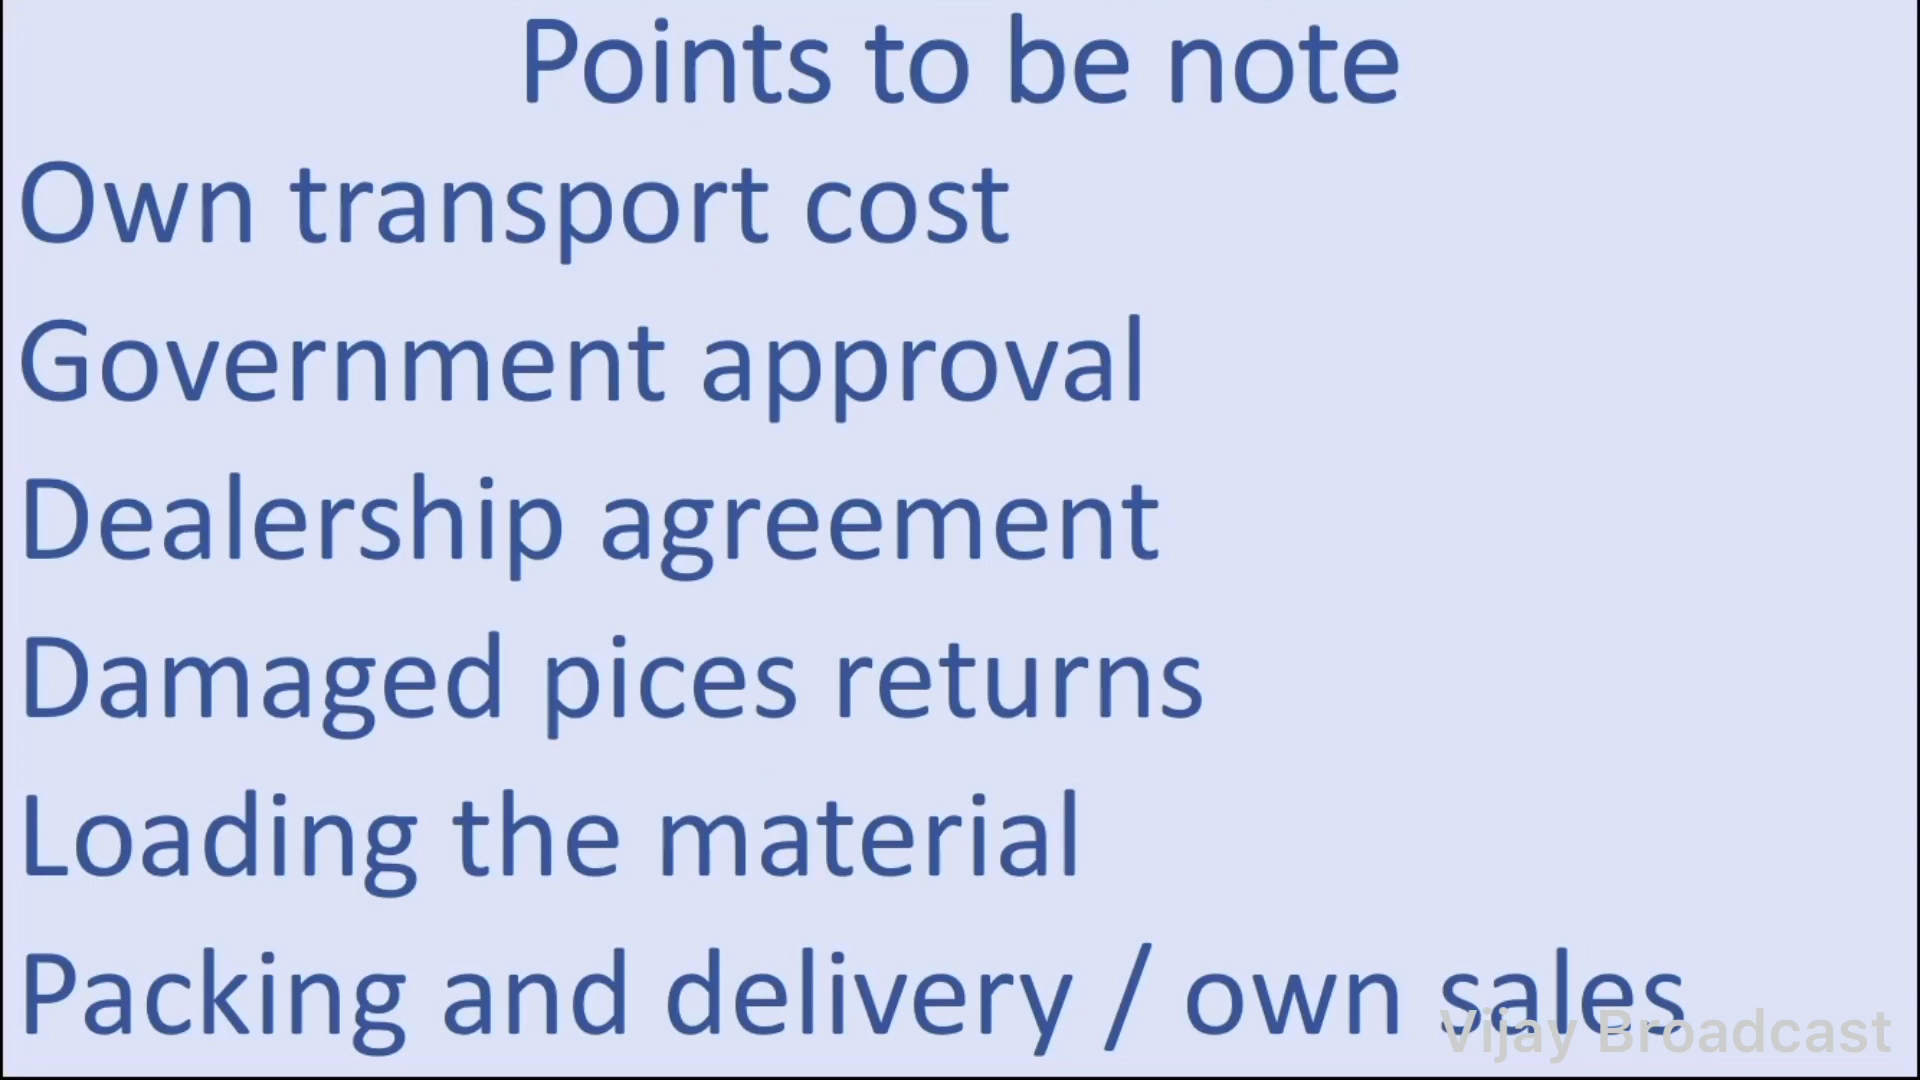 Points to be note
Own transport cost
Government approval
Dealership agreement
Damaged pices returns
Loading the material
Packing and delivery / own sales
Vijay Broadcast